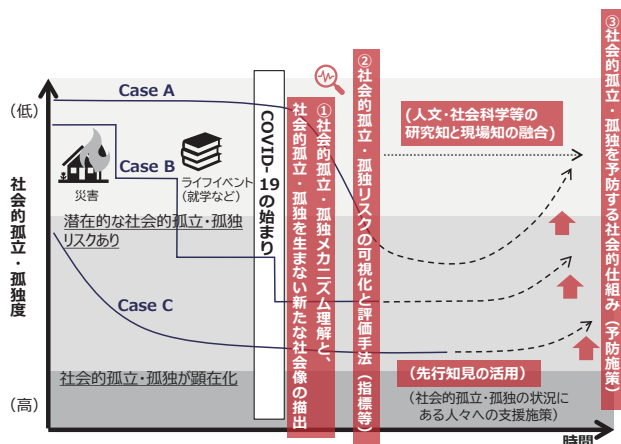 (低)
社会的孤立・孤独度
(高)
時間
Case A
Case B
Case C
災害
ライフイベント
(就学など)
潜在的な社会的孤立・孤独
リスクあり
社会的孤立・孤独が顕在化
COVID-19の始まり
①社会的孤立・孤独メカニズム理解と、
社会的孤立・孤独を生まない新たな社会像の描出
②社会的孤立・孤独リスクの可視化と評価手法(指標等)
(人文・社会科学等の
研究知と現場知の融合)
(先行知見の活用)
(社会的孤立・孤独の状況に
ある人々への支援施策)
③社会的孤立・孤独を予防する社会的仕組み(予防施策)